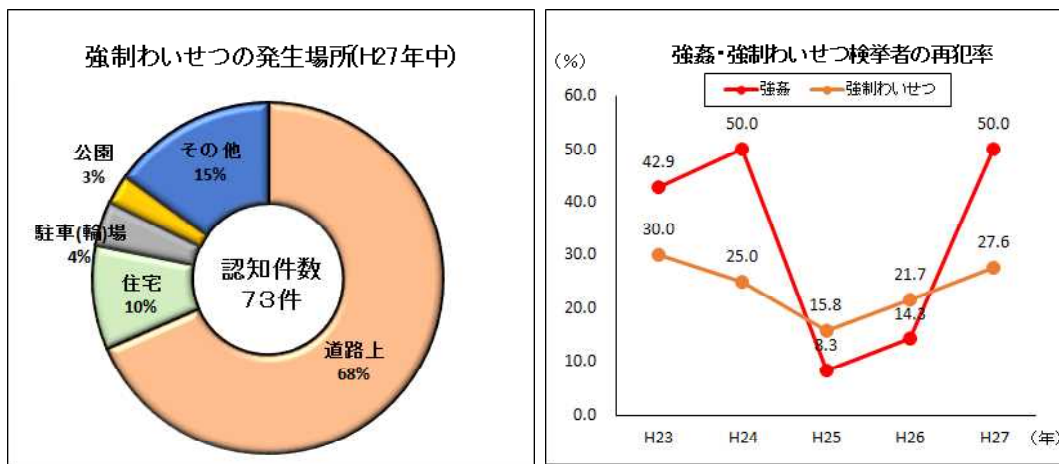 強制わいせつの発生場所(H27年中)
その他
15%
公園
3%
駐車(輪)場
4%
住宅
10%
認知件数
73件
道路上
68%
強姦・強制わいせつ検挙者の再犯率
(%)
強姦
強制わいせつ
60.0
50.0
40.0
30.0
20.0
10.0
0.0
42.9
50.0
8.3
14.3
50.0
30.0
25.0
15.8
21.7
27.6
H23
H24
H25
H26
H27
(年)